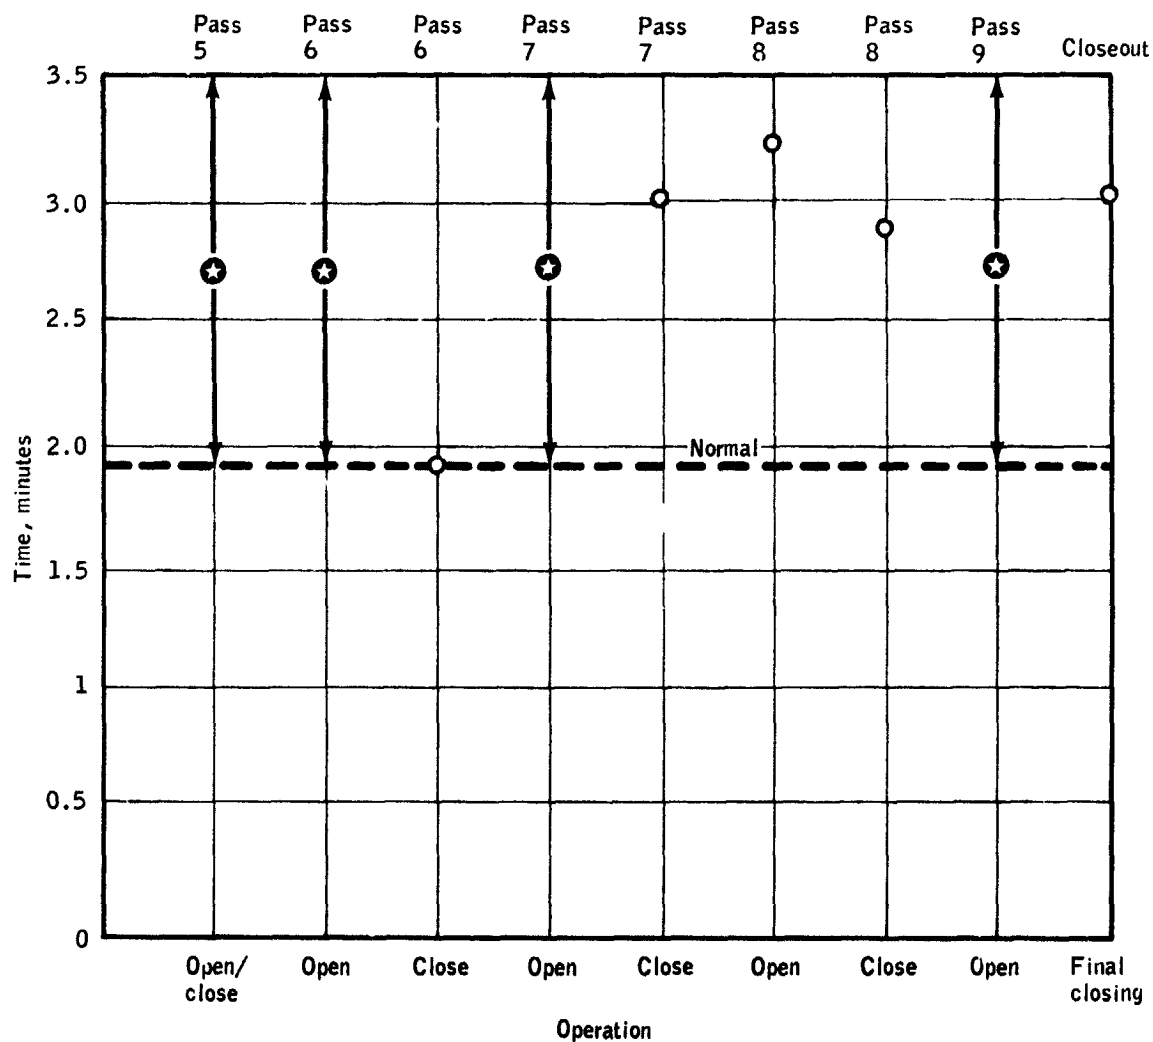 Pass Pass Pass Pass Pass Pass Pass Pass
5 6 6 7 7 8 8 9 Closeout
3.5
3.0
2.5
2.0
Normal
1.5
1
0.5
0
Time, minutes
Open/ Open Close Open Close Open Close Open Final
close closing
Operation